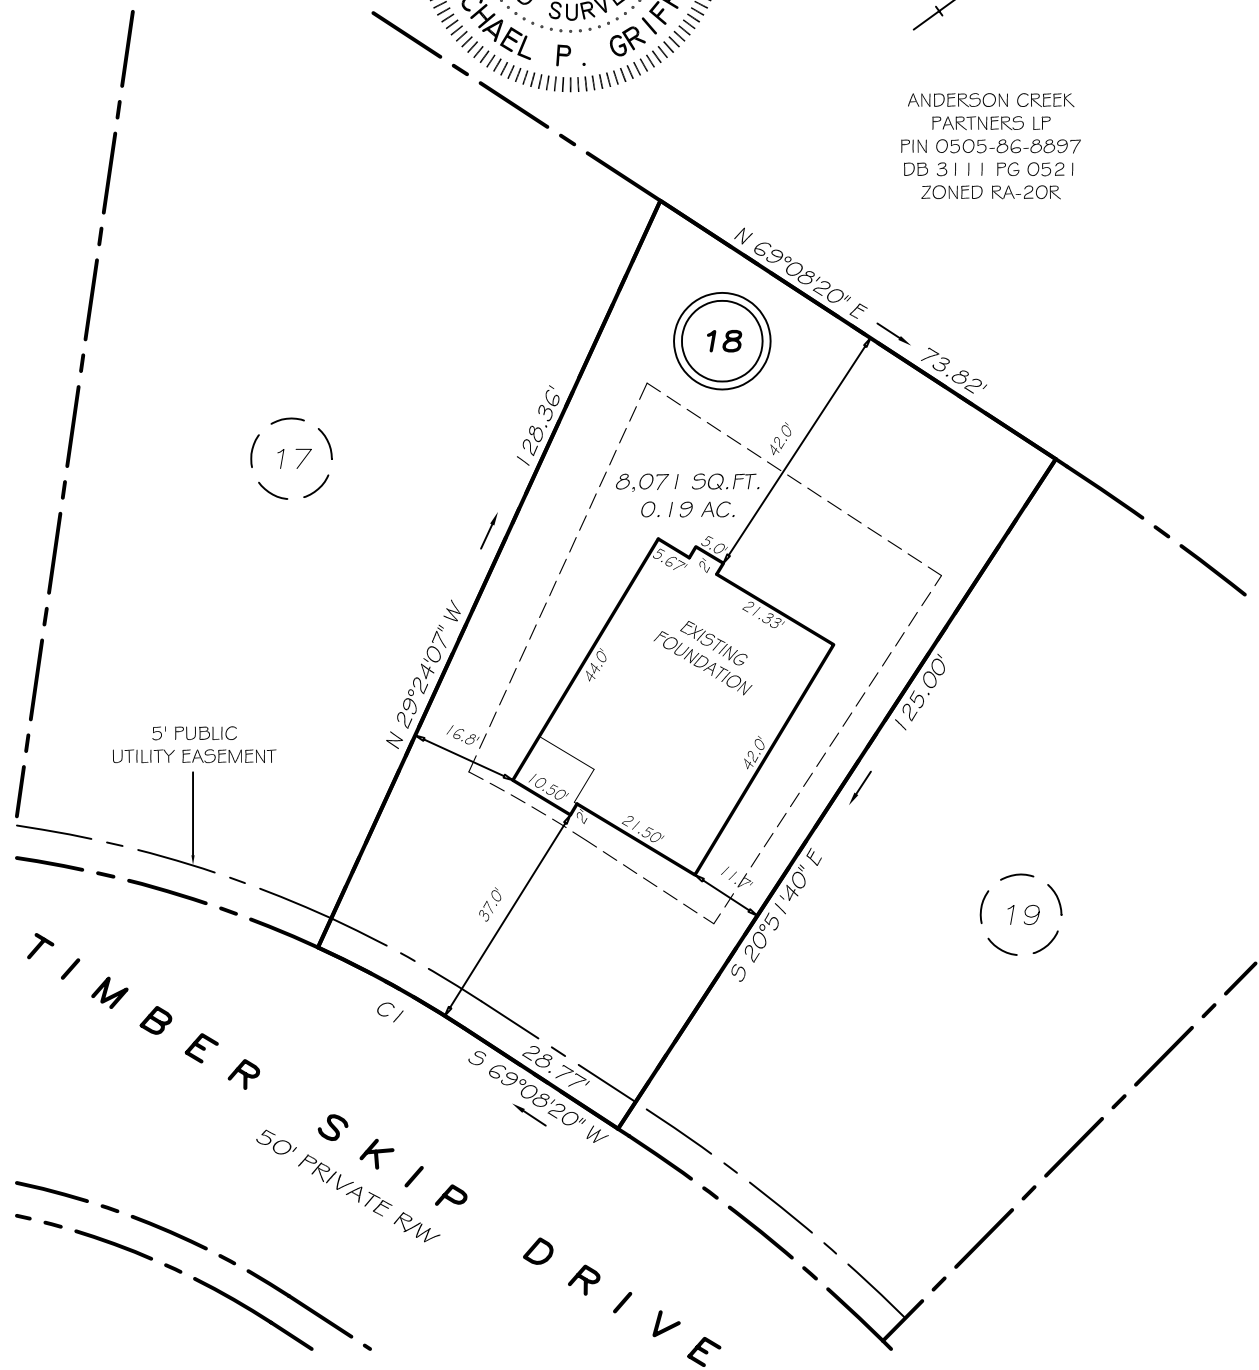 SURVE
CHAEL P. GRIFF
ANDERSON CREEK
PARTNERS LP
PIN 0505-86-8897
DB 3111 PG 0521
ZONED RA-20R
N 69°08'20" E
73.82'
18
128.36'
42.0'
17
8,071 SQ.FT.
0.19 AC.
5.0'
5.67'
2'
21.33'
EXISTING
FOUNDATION
44.0'
N 29°24'07" W
125.00'
5' PUBLIC
UTILITY EASEMENT
16.8'
42.0'
10.50'
2'
21.50'
11.7'
37.0'
S 20°51'40" E
19
C1
28.77'
S 69°08'20" W
TIMBER SKIP DRIVE
50' PRIVATE R/W